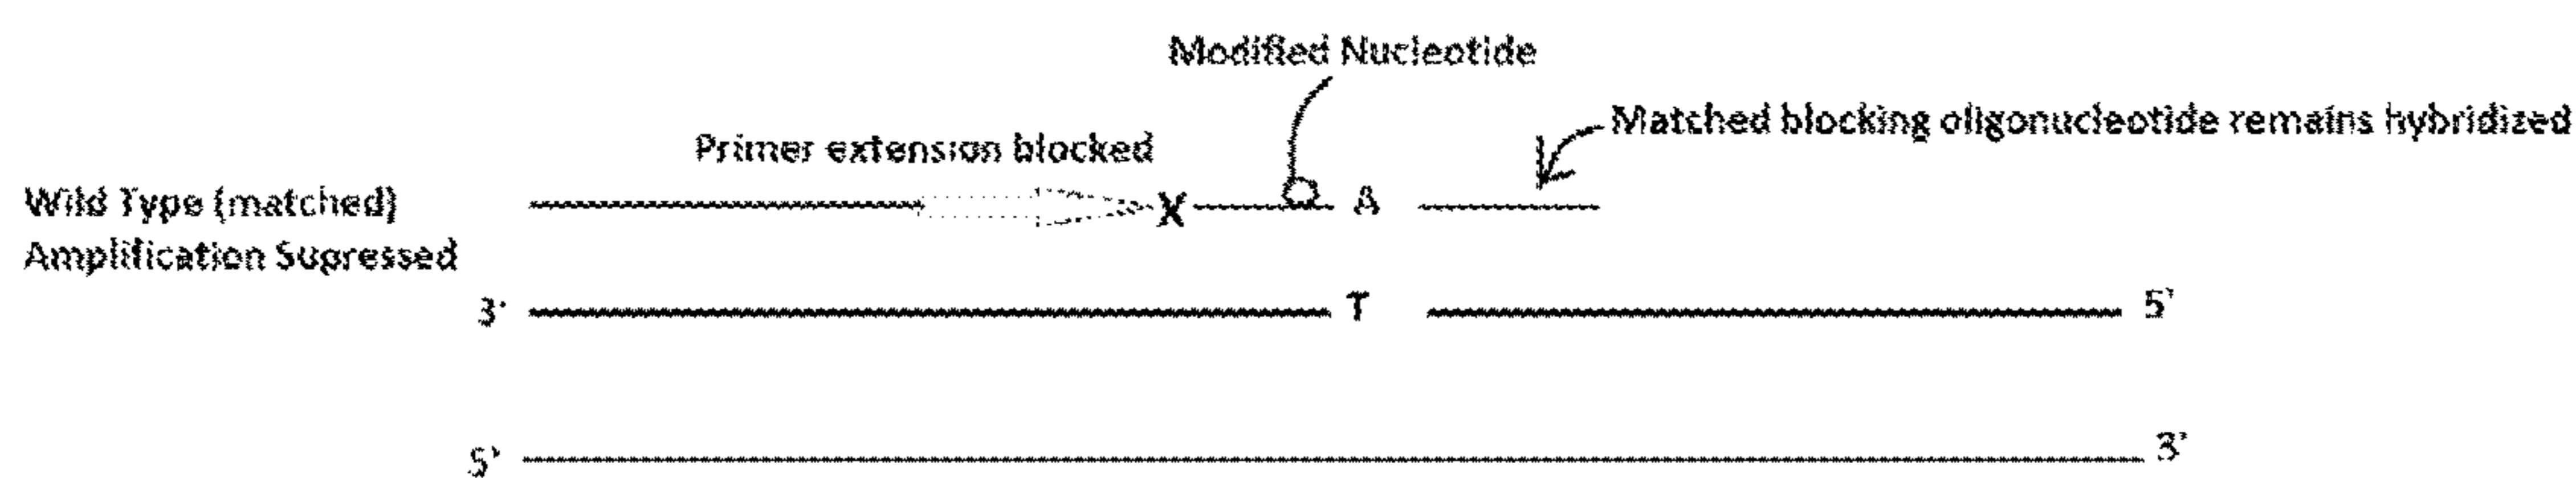 Modified Nucleotide
Matched blocking oligonucleotide remains hybridized
Primer extension blocked
Wild Type (matched)
X
A
Amplification Supressed
3'
T
5'
5'
3'